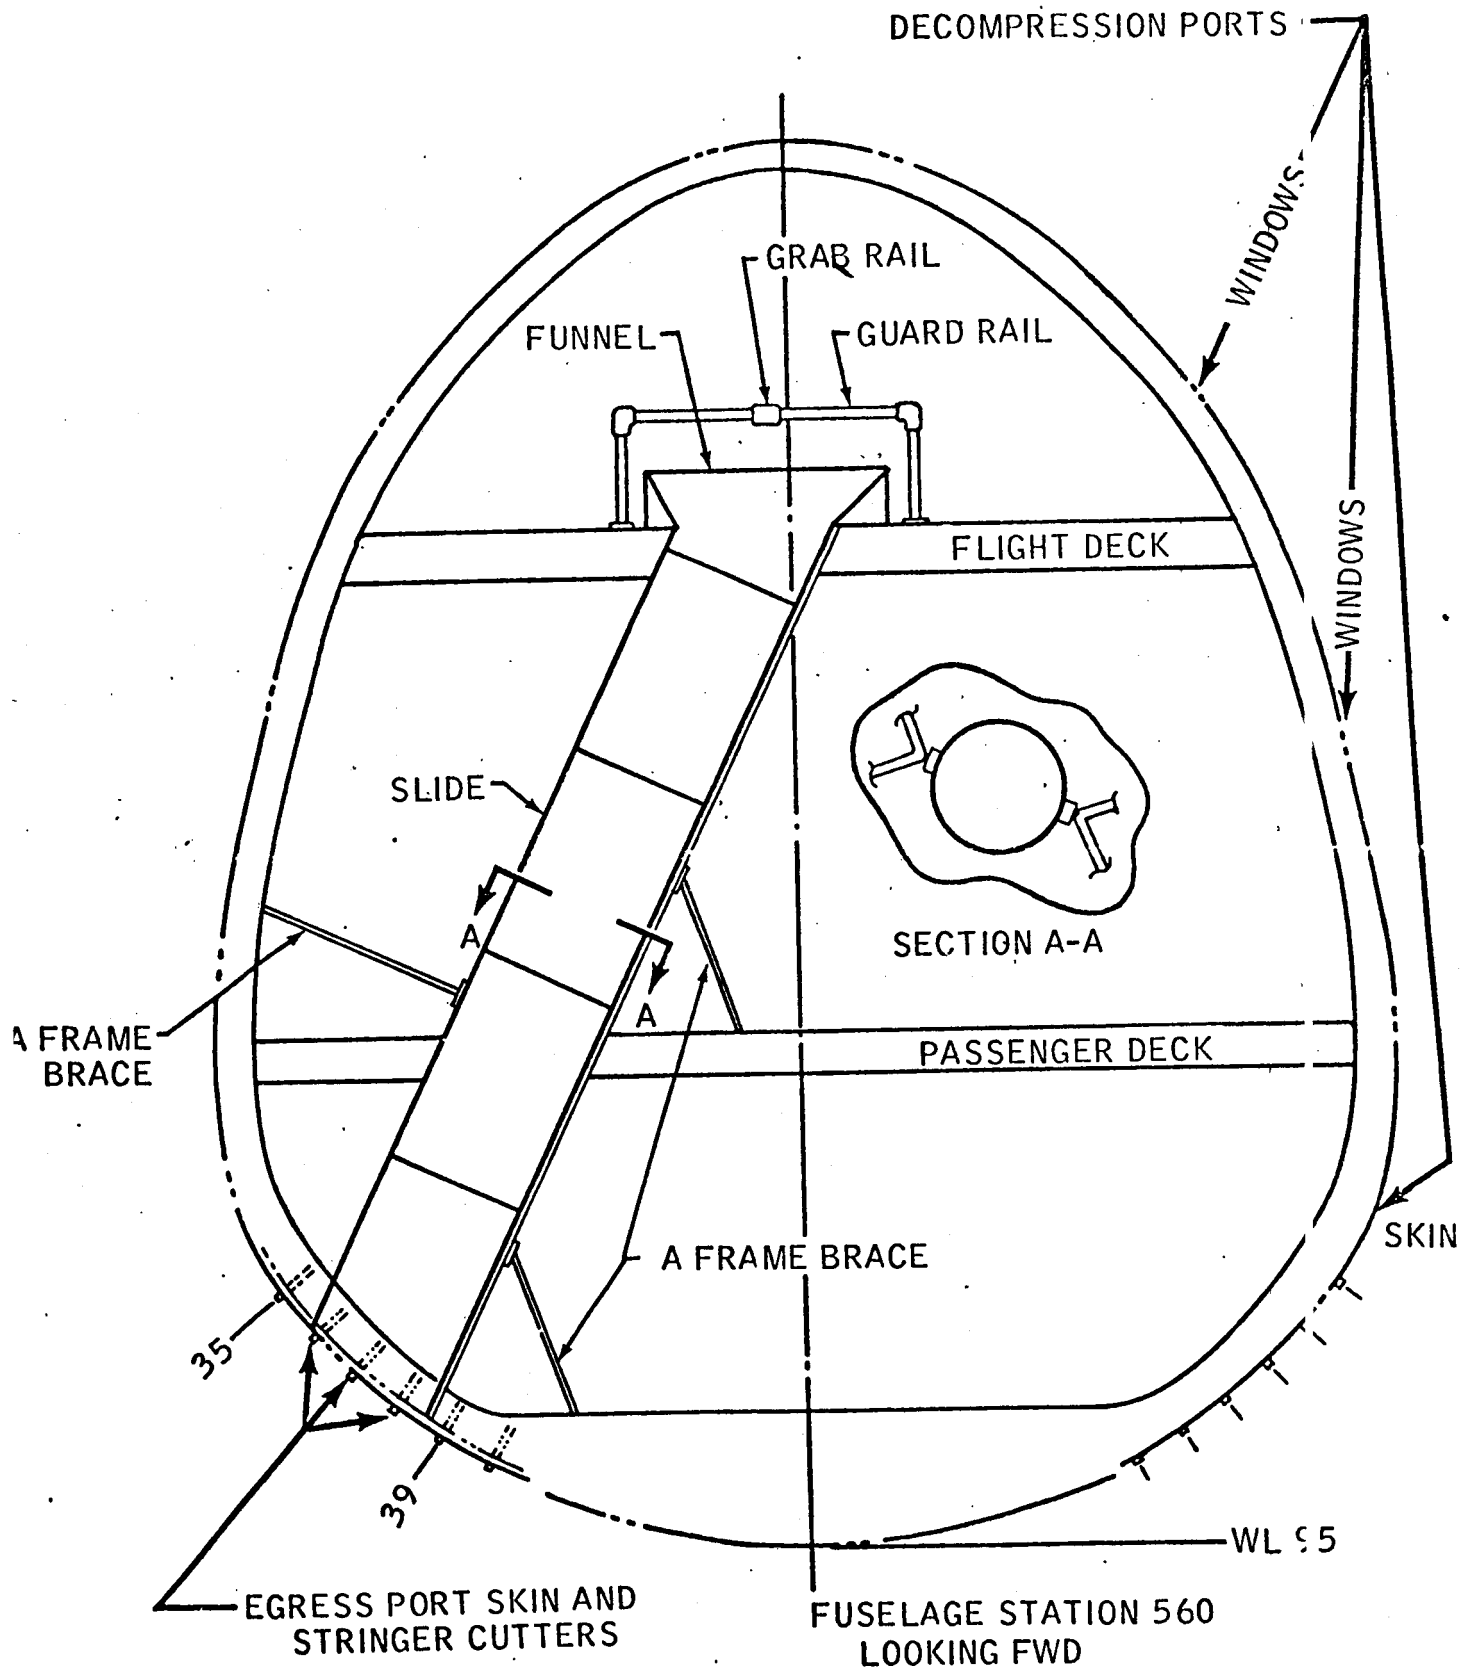 DECOMPRESSION PORTS
WINDOWS
GRAB RAIL
FUNNEL
GUARD RAIL
FLIGHT DECK
WINDOWS
SLIDE
A
SECTION A-A
A
A FRAME
BRACE
PASSENGER DECK
SKIN
A FRAME BRACE
35
39
WL 95
EGRESS PORT SKIN AND
STRINGER CUTTERS
FUSELAGE STATION 560
LOOKING FWD